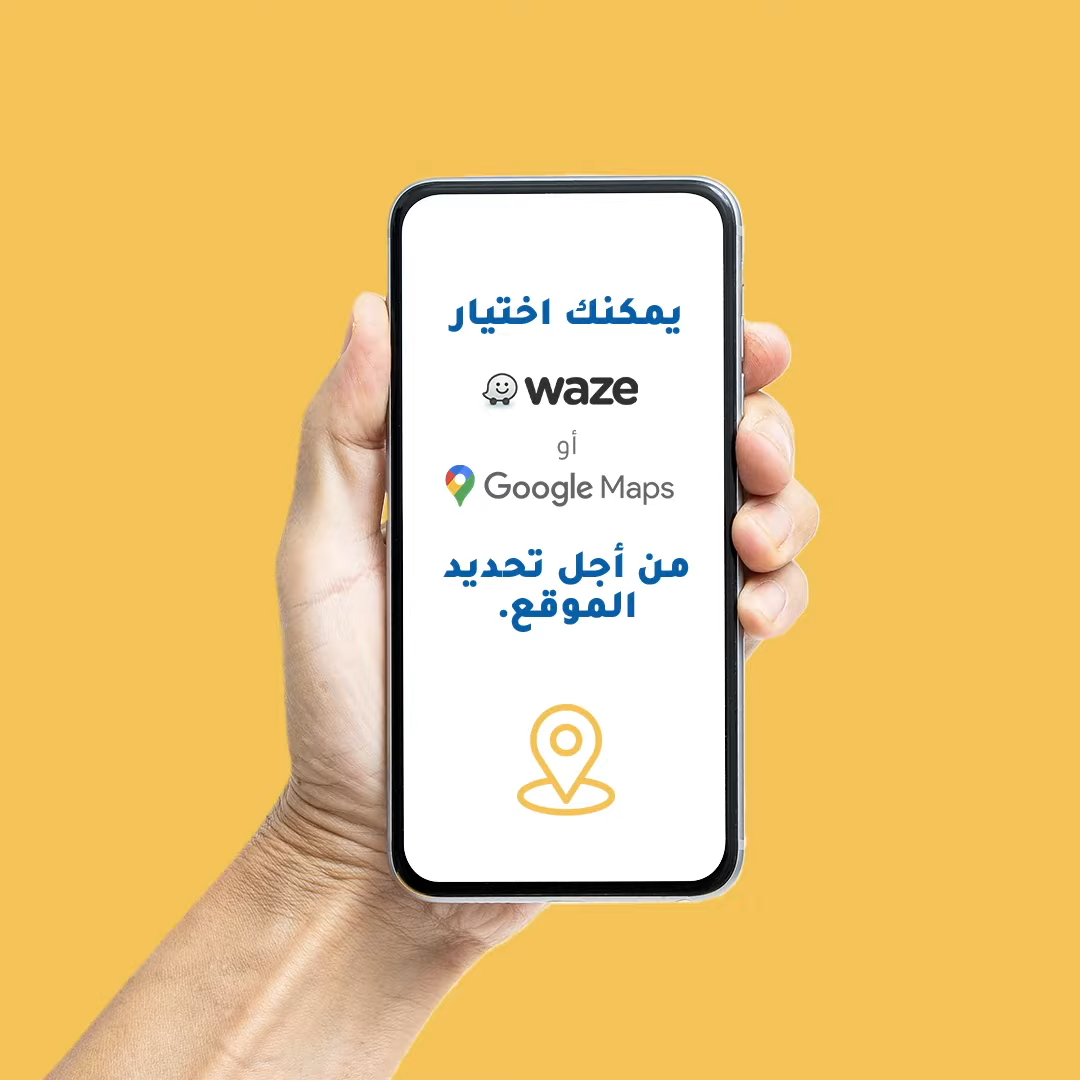 يمكنك اختيار
waze
أو
Google Maps
من أجل تحديد
الموقع.